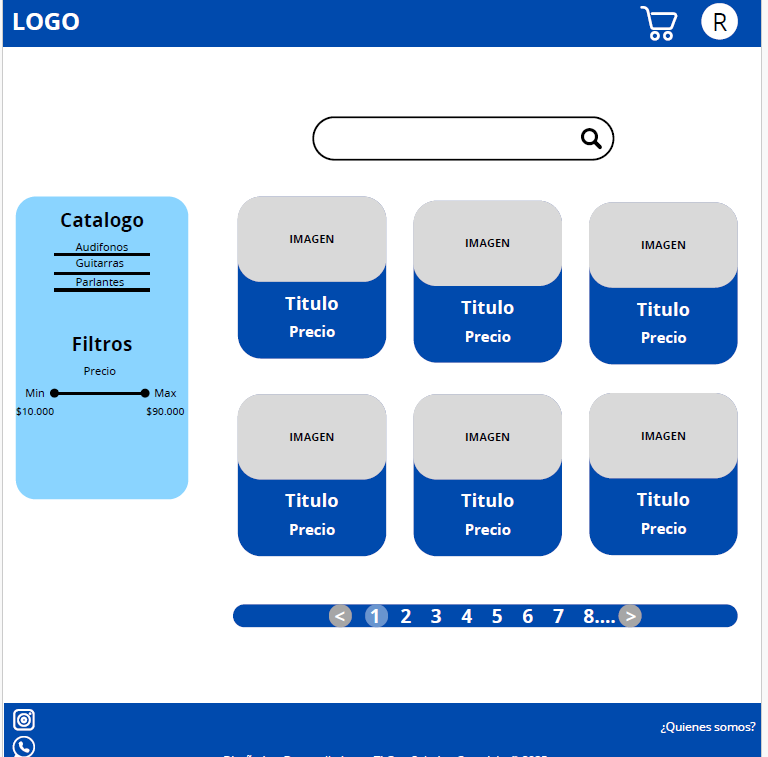 LOGO
R
Catalogo
Audifonos
Guitarras
Parlantes
Filtros
Precio
Min Max
$10.000 $90.000
IMAGEN
Titulo
Precio
IMAGEN
Titulo
Precio
IMAGEN
Titulo
Precio
IMAGEN
Titulo
Precio
IMAGEN
Titulo
Precio
IMAGEN
Titulo
Precio
< 1 2 3 4 5 6 7 8.... >
¿Quienes somos?